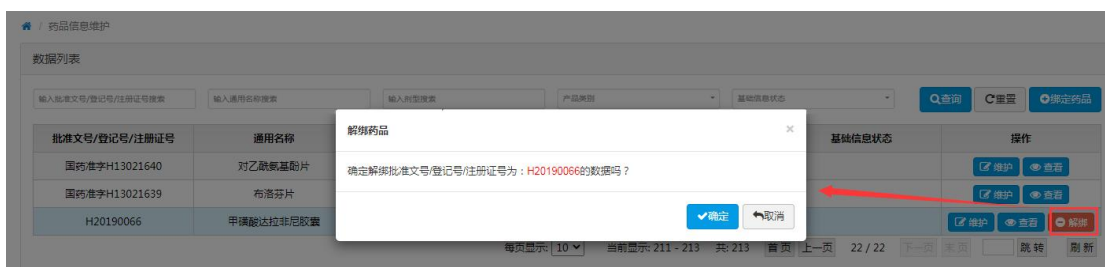 / 药品信息维护
数据列表
输入批准文号/登记号/注册证号搜索 输入通用名称搜索 输入剂型搜索 产品类别 基础信息状态 查询 重置 绑定药品
批准文号/登记号/注册证号 通用名称 基础信息状态 操作
国药准字H13021640 对乙酰氨基酚片 维护 查看
国药准字H13021639 布洛芬片 维护 查看
H20190066 甲磺酸达拉非尼胶囊 维护 查看 解绑
解绑药品 ×
确定解绑批准文号/登记号/注册证号为：H20190066的数据吗？
确定 取消
每页显示: 10 当前显示: 211 - 213 共: 213 首页 上一页 22 / 22 下一页 末页 跳转 刷新